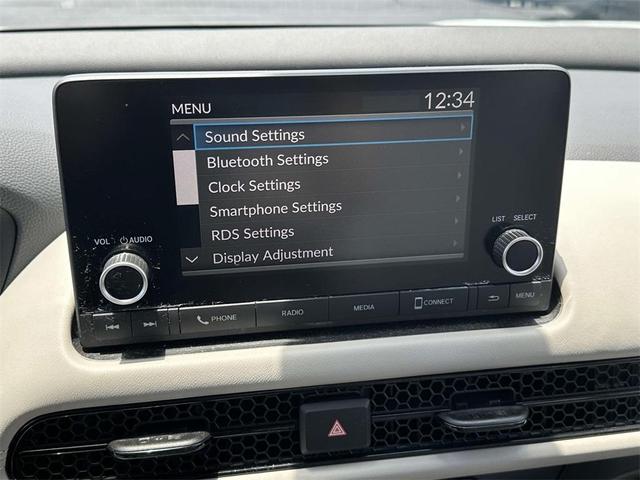 MENU 12:34
Sound Settings
Bluetooth Settings
Clock Settings
Smartphone Settings
RDS Settings
Display Adjustment
VOL AUDIO
LIST SELECT
PHONE RADIO MEDIA CONNECT MENU